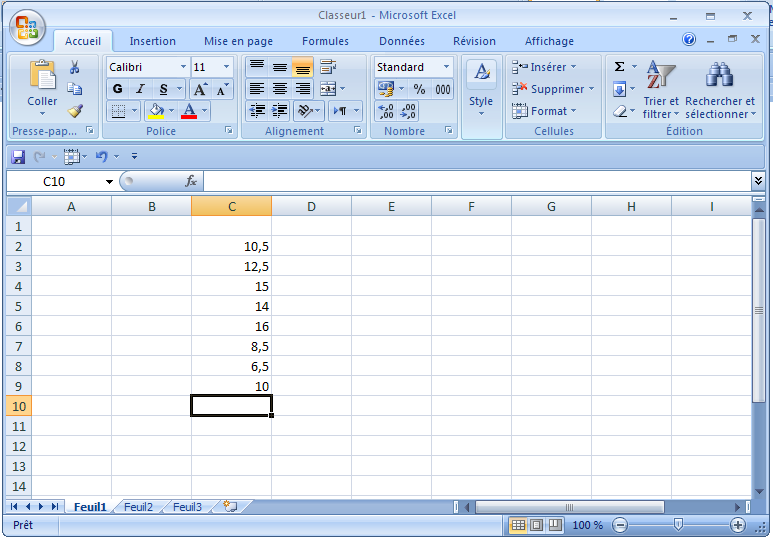 Classeur1 - Microsoft Excel
Accueil Insertion Mise en page Formules Données Révision Affichage
Coller
Presse-pap...
Calibri 11
G I S A A
A
Police
Alignement
Standard
% 000
,00
,00
Nombre
Style
A
Insérer
Supprimer
Format
Cellules
Σ
A
Z
Trier et filtrer
Rechercher et sélectionner
Édition
C10 fx
A B C D E F G H I
1
2 10,5
3 12,5
4 15
5 14
6 16
7 8,5
8 6,5
9 10
10
11
12
13
14
Feuil1 Feuil2 Feuil3
Prêt 100 %